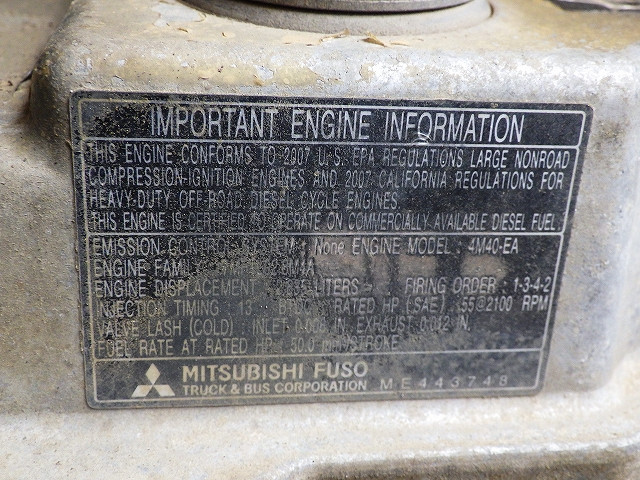 IMPORTANT ENGINE INFORMATION
THIS ENGINE CONFORMS TO 2007 U.S. EPA REGULATIONS LARGE NONROAD
COMPRESSION-IGNITION ENGINES AND 2007 CALIFORNIA REGULATIONS FOR
HEAVY-DUTY OFF-ROAD DIESEL CYCLE ENGINES.
THIS ENGINE IS CERTIFIED TO OPERATE ON COMMERCIALLY AVAILABLE DIESEL FUEL
EMISSION CONTROL SYSTEM : None ENGINE MODEL : 4M40-EA
ENGINE FAMILY
ENGINE DISPLACEMENT LITERS FIRING ORDER : 1-3-4-2
INJECTION TIMING : 13 BTDC RATED HP (SAE) : 55@2100 RPM
VALVE LASH (COLD) : INLET IN. EXHAUST 0.012 IN.
FUEL RATE AT RATED HP : 50.0 mm³/STROKE
MITSUBISHI FUSO
TRUCK & BUS CORPORATION ME443748